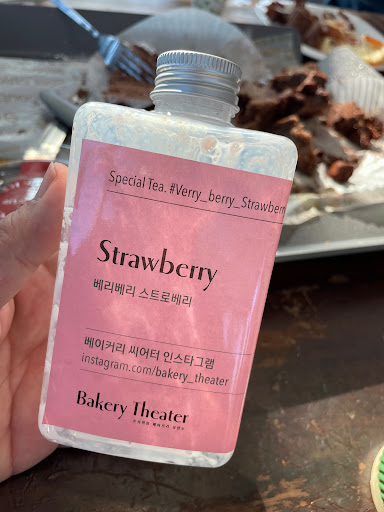 Special Tea. #Verry_berry_Strawberr
Strawberry
베리베리 스트로베리
베이커리 씨어터 인스타그램
instagram.com/bakery_theater
Bakery Theater